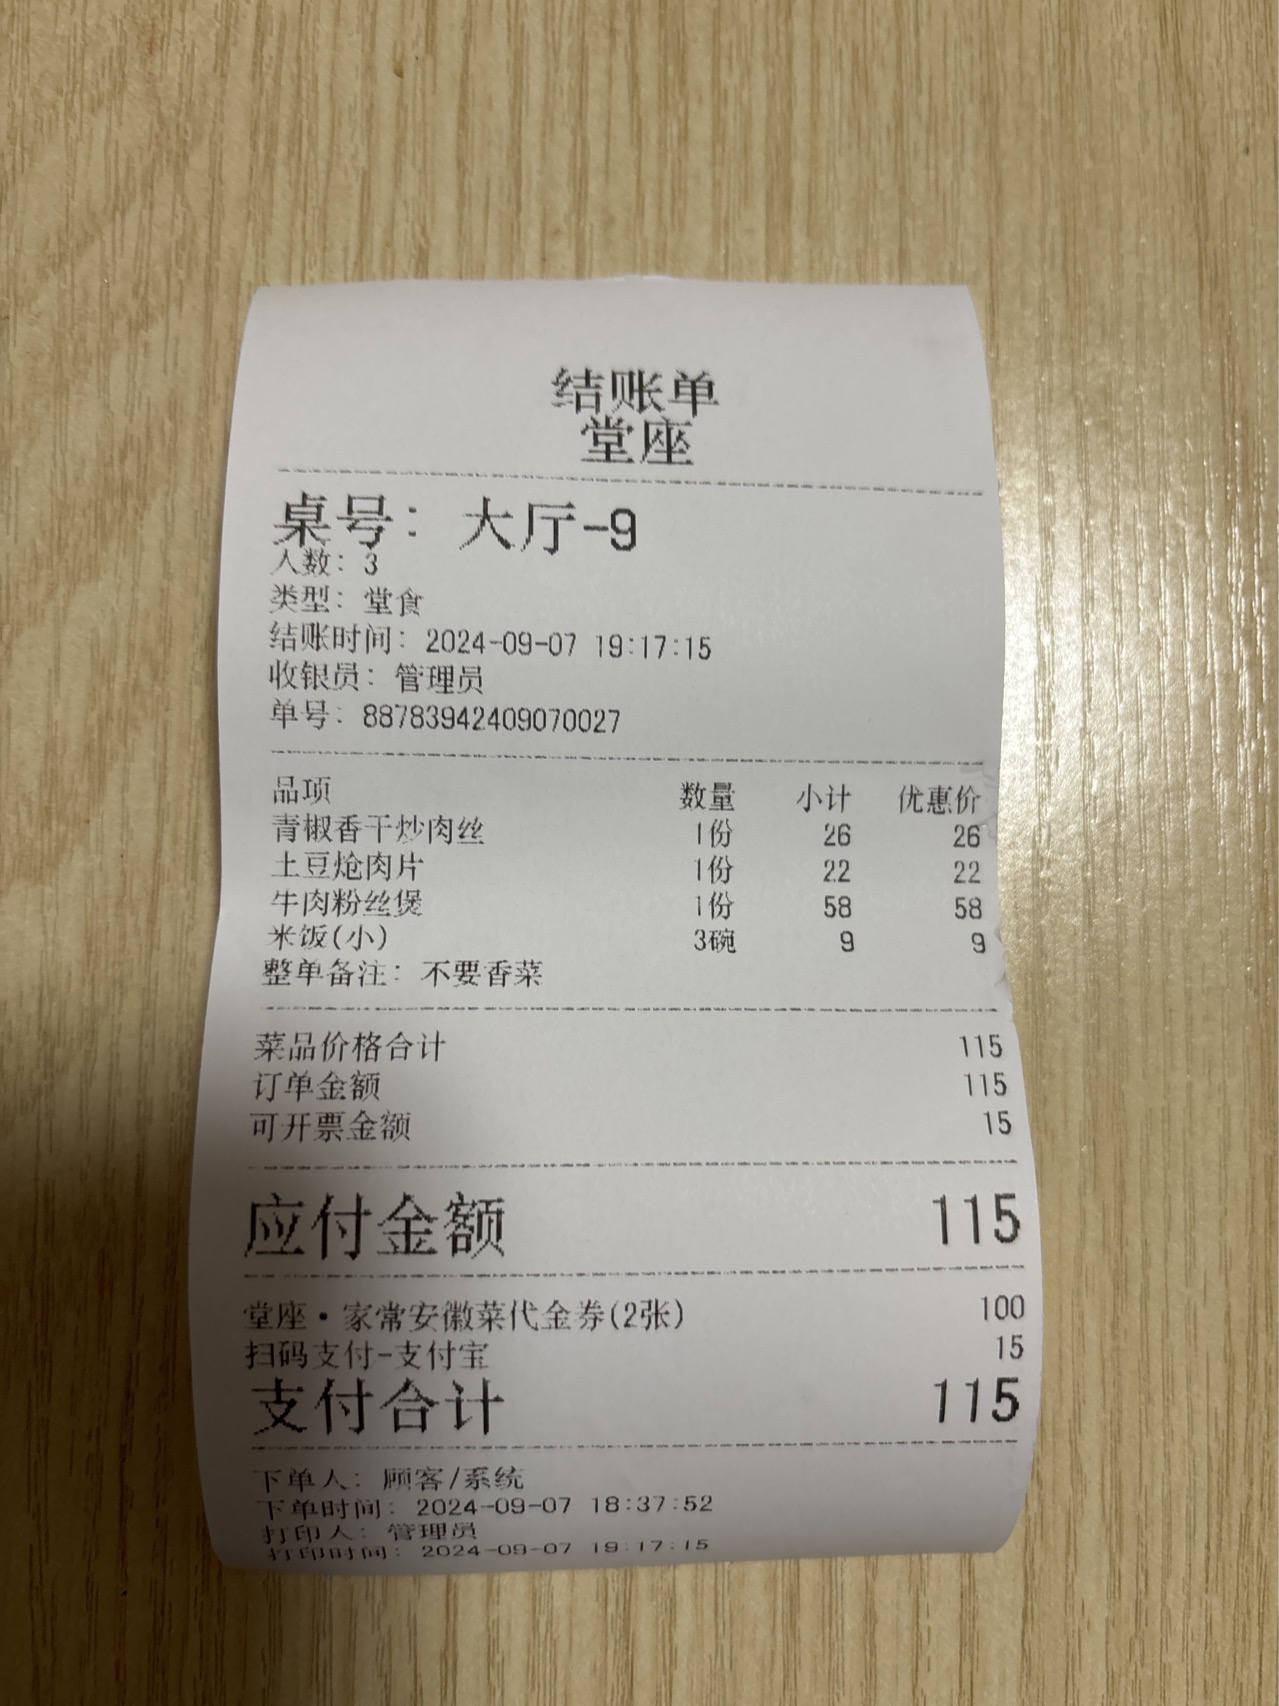 结账单
堂座
桌号: 大厅-9
人数: 3
类型: 堂食
结账时间: 2024-09-07 19:17:15
收银员: 管理员
单号: 88783942409070027
品项 数量 小计 优惠价
青椒香干炒肉丝 1份 26 26
土豆炝肉片 1份 22 22
牛肉粉丝煲 1份 58 58
米饭(小) 3碗 9 9
整单备注: 不要香菜
菜品价格合计 115
订单金额 115
可开票金额 15
应付金额 115
堂座·家常安徽菜代金券(2张) 100
扫码支付-支付宝 15
支付合计 115
下单人: 顾客/系统
下单时间: 2024-09-07 18:37:52
打印人: 管理员
打印时间: 2024-09-07 19:17:15